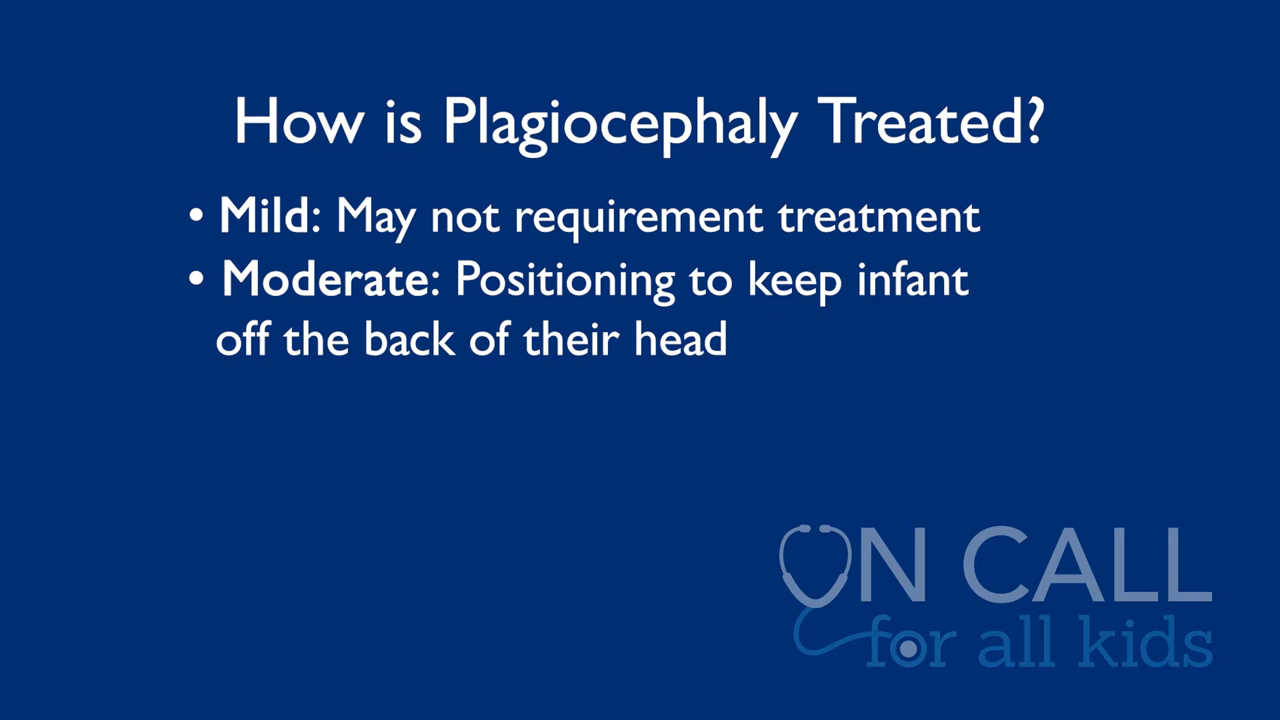 How is Plagiocephaly Treated?
• Mild: May not requirement treatment
• Moderate: Positioning to keep infant
off the back of their head
ON CALL
for all kids